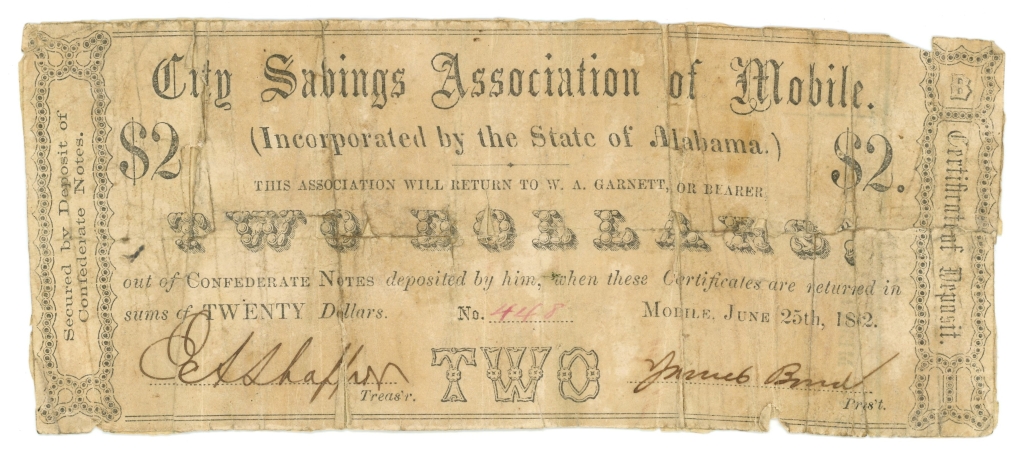 City Savings Association of Mobile.
$2
(Incorporated by the State of Alabama.)
$2.
THIS ASSOCIATION WILL RETURN TO W. A. GARNETT, OR BEARER
TWO DOLLARS,
out of CONFEDERATE NOTES deposited by him, when these Certificates are returned in
sums of TWENTY Dollars. No. 448 MOBILE, JUNE 25th, 1862.
TWO
James Bond
Treas'r.
Pres't.
Secured by Deposit of
Confederate Notes.
B
Certificate of Deposit.